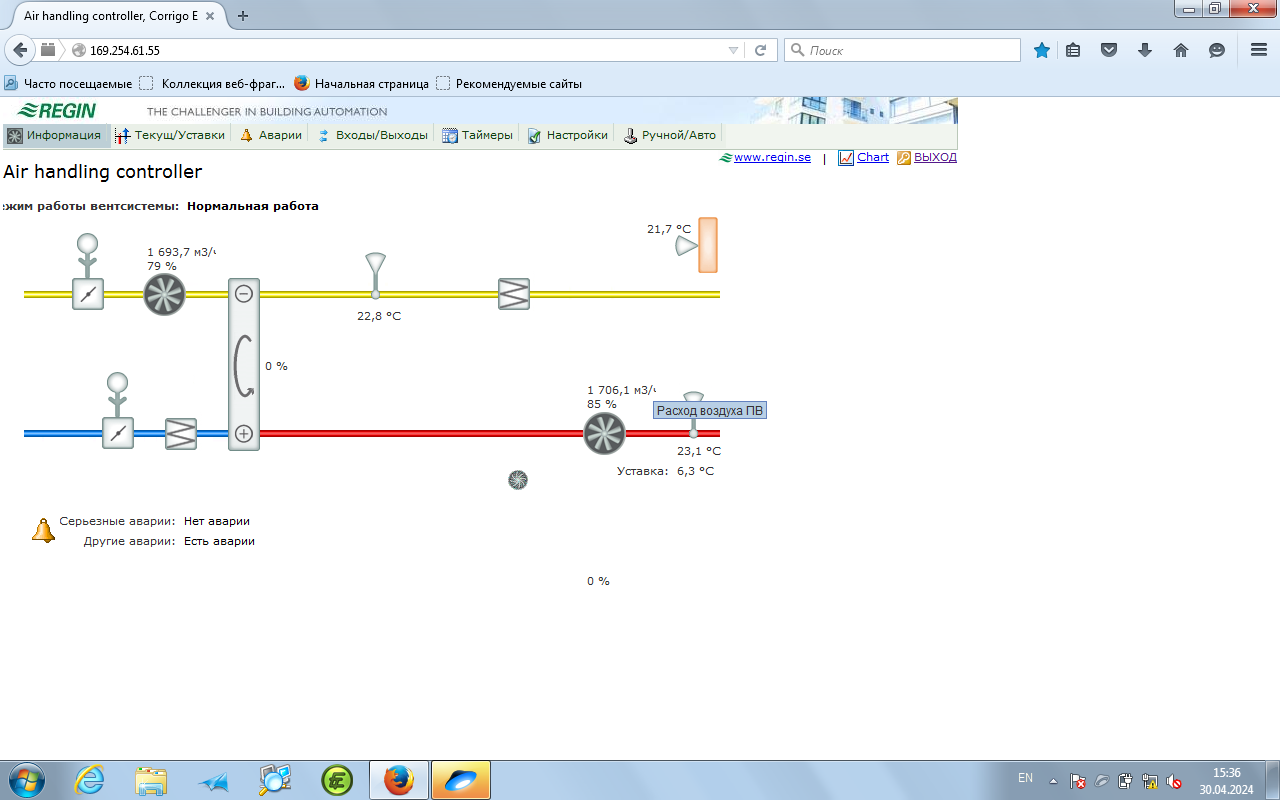 Air handling controller, Corrigo E
169.254.61.55
Поиск
Часто посещаемые
Коллекция веб-фраг...
Начальная страница
Рекомендуемые сайты
REGIN
THE CHALLENGER IN BUILDING AUTOMATION
Информация
Текущ/Уставки
Аварии
Входы/Выходы
Таймеры
Настройки
Ручной/Авто
www.regin.se | Chart ВЫХОД
Air handling controller
ежим работы вентсистемы: Нормальная работа
21,7 °C
1 693,7 м3/ч
79 %
22,8 °C
0 %
1 706,1 м3/ч
85 %
Расход воздуха ПВ
23,1 °C
Уставка: 6,3 °C
Серьезные аварии: Нет аварии
Другие аварии: Есть аварии
0 %
EN
15:36
30.04.2024